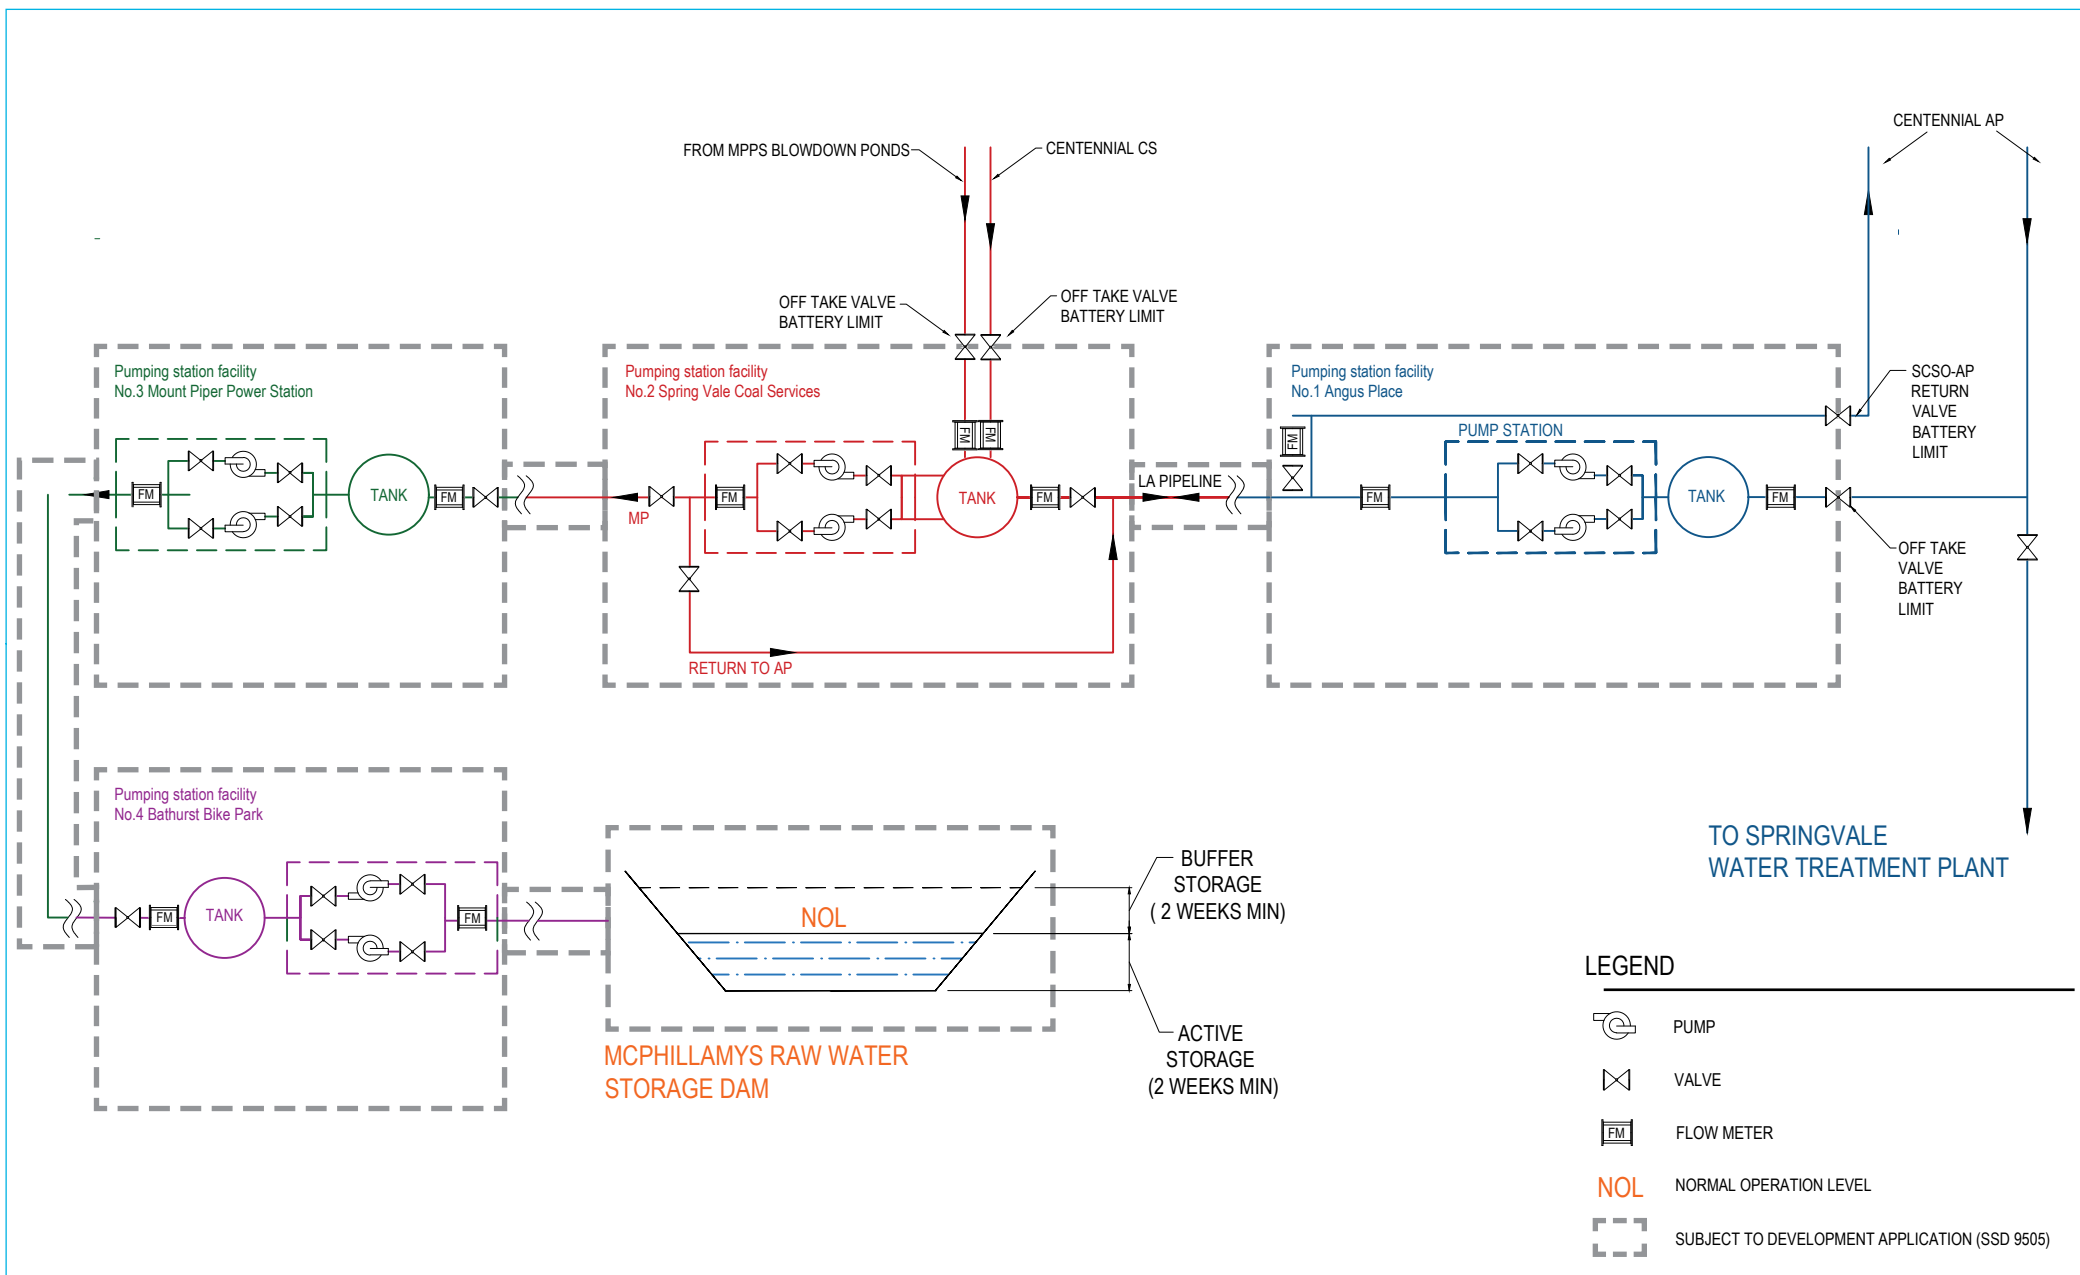 FROM MPPS BLOWDOWN PONDS
CENTENNIAL CS
CENTENNIAL AP
OFF TAKE VALVE
BATTERY LIMIT
OFF TAKE VALVE
BATTERY LIMIT
Pumping station facility
No.3 Mount Piper Power Station
FM
TANK
FM
Pumping station facility
No.2 Spring Vale Coal Services
FM
FM
MP
FM
TANK
FM
RETURN TO AP
LA PIPELINE
Pumping station facility
No.1 Angus Place
FM
PUMP STATION
FM
TANK
FM
SCSO-AP
RETURN
VALVE
BATTERY
LIMIT
OFF TAKE
VALVE
BATTERY
LIMIT
Pumping station facility
No.4 Bathurst Bike Park
FM
TANK
FM
NOL
BUFFER
STORAGE
( 2 WEEKS MIN)
ACTIVE
STORAGE
(2 WEEKS MIN)
MCPHILLAMYS RAW WATER
STORAGE DAM
TO SPRINGVALE
WATER TREATMENT PLANT
LEGEND
PUMP
VALVE
FM FLOW METER
NOL NORMAL OPERATION LEVEL
SUBJECT TO DEVELOPMENT APPLICATION (SSD 9505)